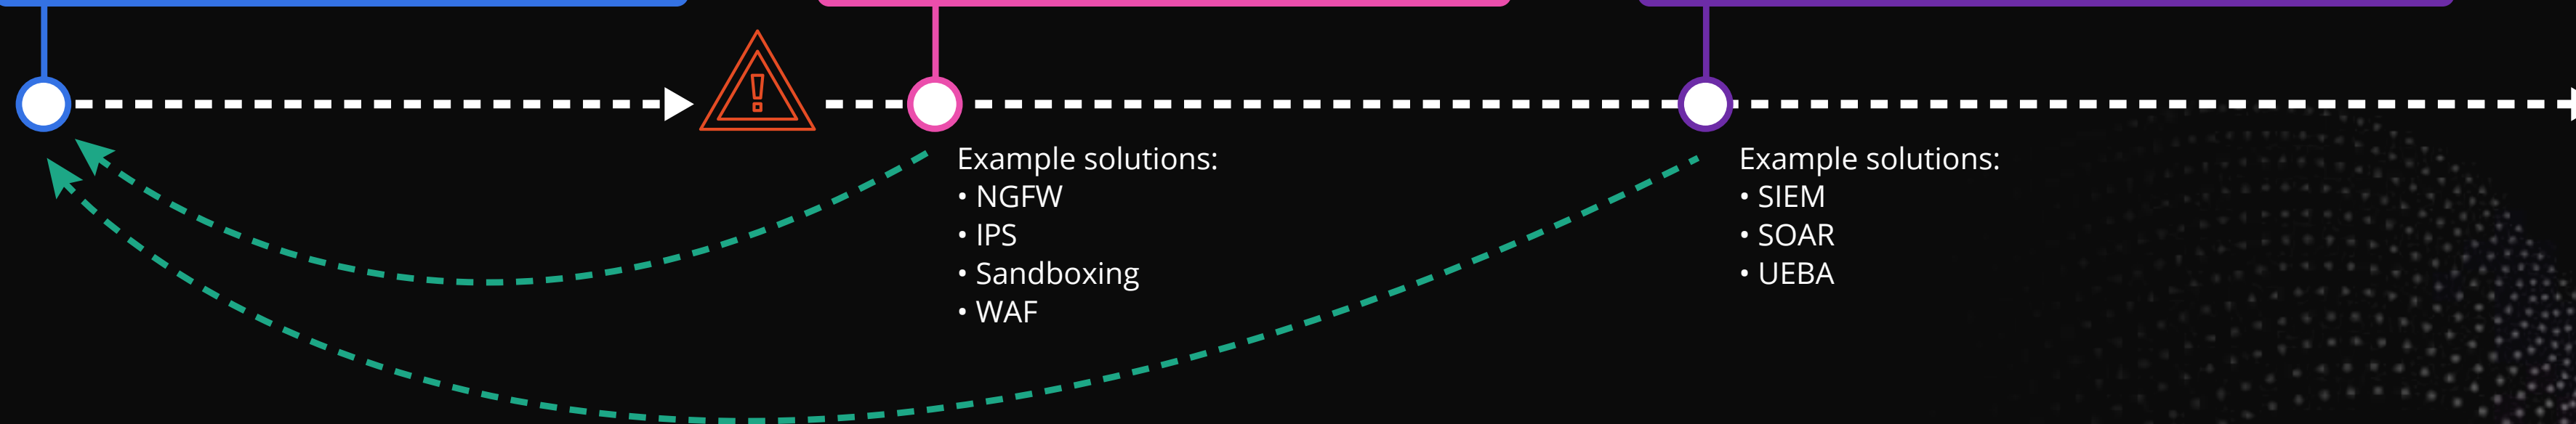 Example solutions:
• NGFW
• IPS
• Sandboxing
• WAF
Example solutions:
• SIEM
• SOAR
• UEBA